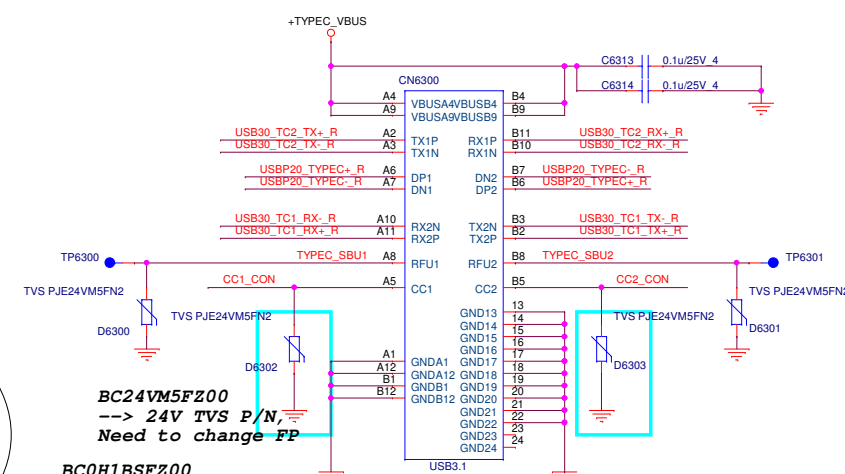 +TYPEC_VBUS
C6313 0.1u/25V_4
C6314 0.1u/25V_4
CN6300
A4 VBUSA4 VBUSB4 B4
A9 VBUSA9 VBUSB9 B9
USB30_TC2_TX+_R A2 TX1P RX1P B11 USB30_TC2_RX+_R
USB30_TC2_TX-_R A3 TX1N RX1N B10 USB30_TC2_RX-_R
USBP20_TYPEC+_R A6 DP1 DN2 B7 USBP20_TYPEC-_R
USBP20_TYPEC-_R A7 DN1 DP2 B6 USBP20_TYPEC+_R
USB30_TC1_RX-_R A10 RX2N TX2N B3 USB30_TC1_TX-_R
USB30_TC1_RX+_R A11 RX2P TX2P B2 USB30_TC1_TX+_R
TP6300 TYPEC_SBU1 A8 RFU1 RFU2 B8 TYPEC_SBU2 TP6301
CC1_CON A5 CC1 CC2 B5 CC2_CON
TVS PJE24VM5FN2 D6300
TVS PJE24VM5FN2 D6302
TVS PJE24VM5FN2 D6303
TVS PJE24VM5FN2 D6301
GND13 13
GND14 14
GND15 15
GND16 16
A1 GNDA1 GND17 17
A12 GNDA12 GND18 18
B1 GNDB1 GND19 19
B12 GNDB12 GND20 20
GND21 21
GND22 22
GND23 23
GND24 24
USB3.1
BC24VM5FZ00
--> 24V TVS P/N,
Need to change FP
BC0H1BSFZ00